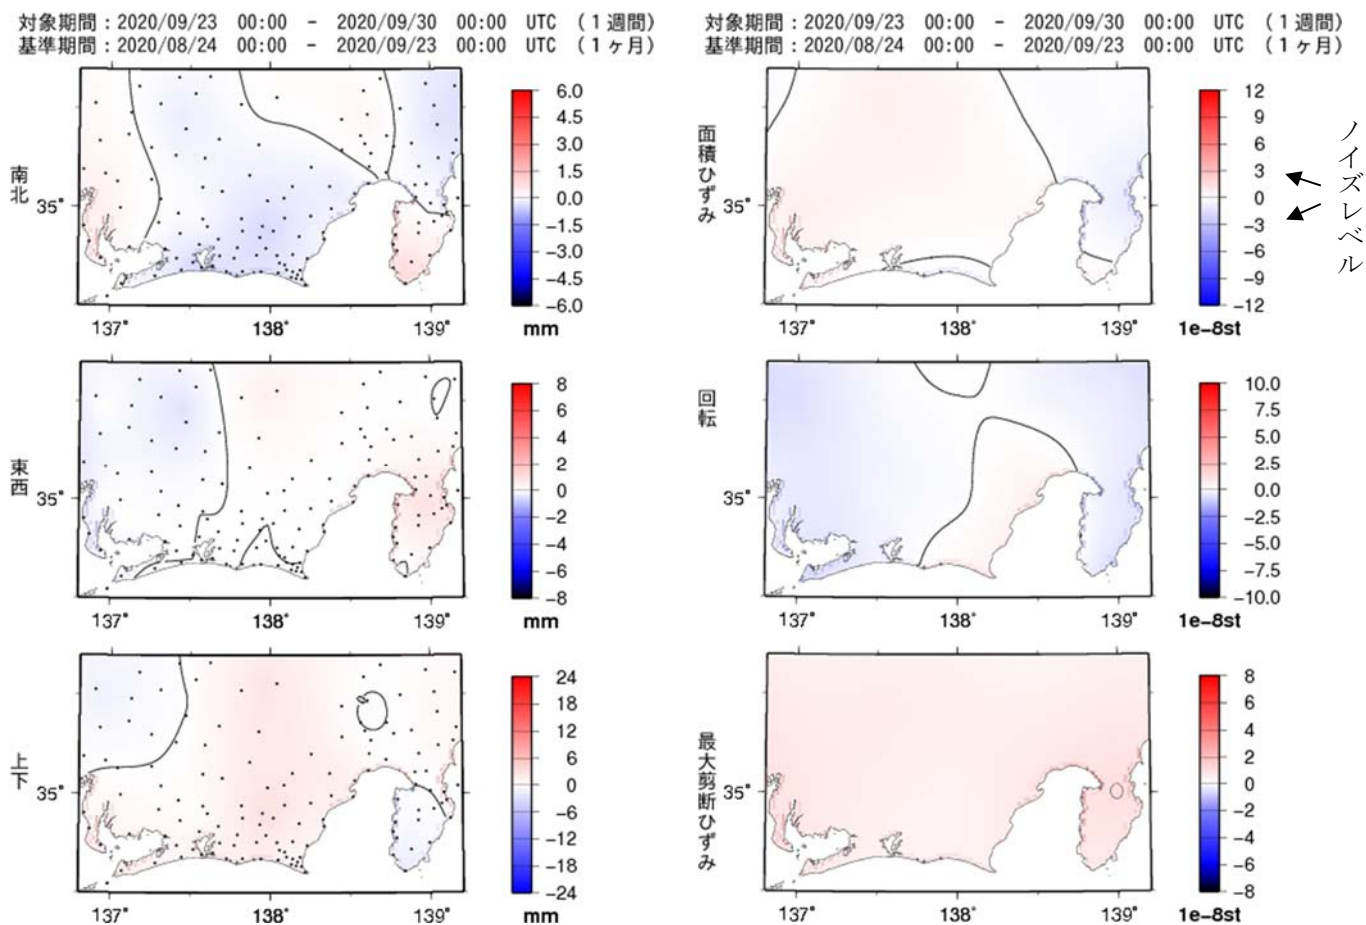 対象期間：2020/09/23 00:00 - 2020/09/30 00:00 UTC （１週間）
基準期間：2020/08/24 00:00 - 2020/09/23 00:00 UTC （１ヶ月）
南北
35°
137° 138° 139°
6.0
4.5
3.0
1.5
0.0
-1.5
-3.0
-4.5
-6.0
mm
東西
35°
137° 138° 139°
8
6
4
2
0
-2
-4
-6
-8
mm
上下
35°
137° 138° 139°
24
18
12
6
0
-6
-12
-18
-24
mm
対象期間：2020/09/23 00:00 - 2020/09/30 00:00 UTC （１週間）
基準期間：2020/08/24 00:00 - 2020/09/23 00:00 UTC （１ヶ月）
面積ひずみ
35°
137° 138° 139°
12
9
6
3
0
-3
-6
-9
-12
1e-8st
ノイズレベル
回転
35°
137° 138° 139°
10.0
7.5
5.0
2.5
0.0
-2.5
-5.0
-7.5
-10.0
1e-8st
最大剪断ひずみ
35°
137° 138° 139°
8
6
4
2
0
-2
-4
-6
-8
1e-8st